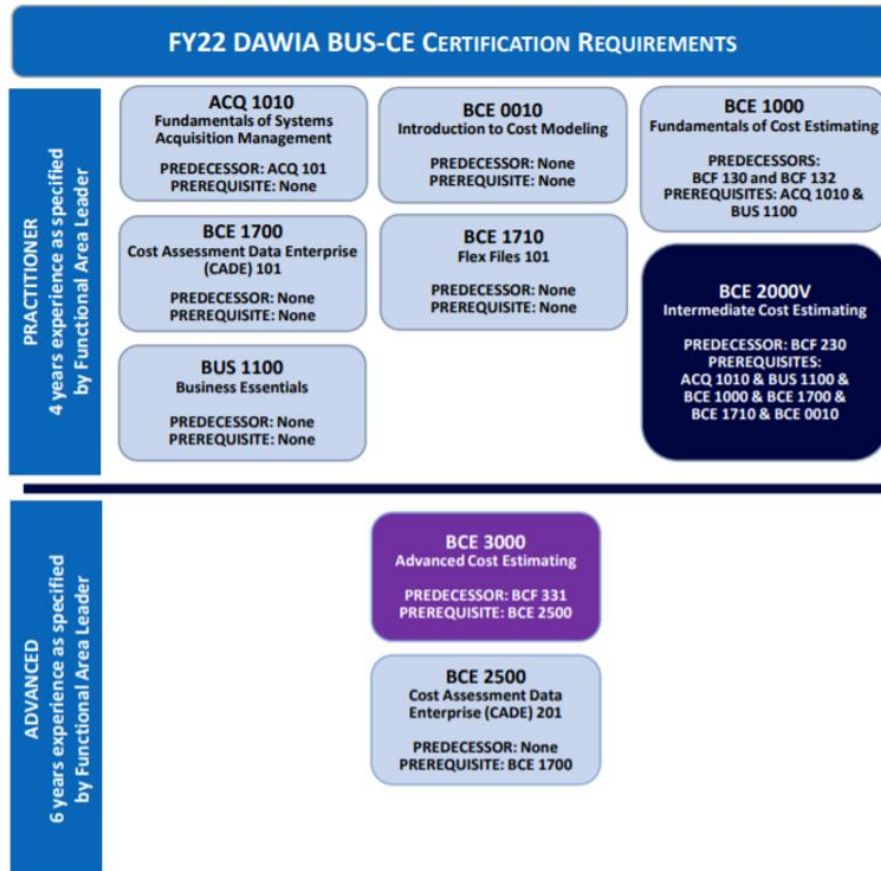 FY22 DAWIA BUS-CE CERTIFICATION REQUIREMENTS
PRACTITIONER
4 years experience as specified
by Functional Area Leader
ACQ 1010
Fundamentals of Systems
Acquisition Management
PREDECESSOR: ACQ 101
PREREQUISITE: None
BCE 0010
Introduction to Cost Modeling
PREDECESSOR: None
PREREQUISITE: None
BCE 1000
Fundamentals of Cost Estimating
PREDECESSORS:
BCF 130 and BCF 132
PREREQUISITES: ACQ 1010 &
BUS 1100
BCE 1700
Cost Assessment Data Enterprise
(CADE) 101
PREDECESSOR: None
PREREQUISITE: None
BCE 1710
Flex Files 101
PREDECESSOR: None
PREREQUISITE: None
BCE 2000V
Intermediate Cost Estimating
PREDECESSOR: BCF 230
PREREQUISITES:
ACQ 1010 & BUS 1100 &
BCE 1000 & BCE 1700 &
BCE 1710 & BCE 0010
BUS 1100
Business Essentials
PREDECESSOR: None
PREREQUISITE: None
ADVANCED
6 years experience as specified
by Functional Area Leader
BCE 3000
Advanced Cost Estimating
PREDECESSOR: BCF 331
PREREQUISITE: BCE 2500
BCE 2500
Cost Assessment Data
Enterprise (CADE) 201
PREDECESSOR: None
PREREQUISITE: BCE 1700